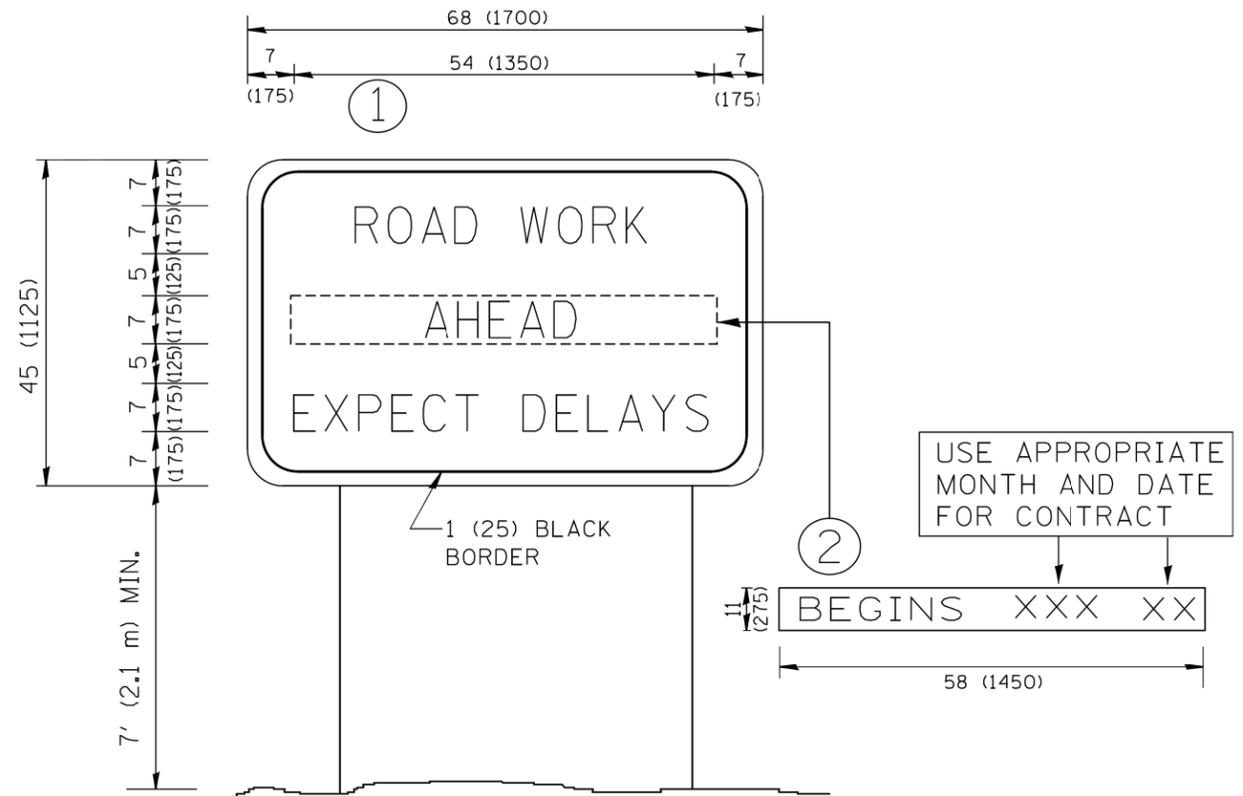 68 (1700)
7
54 (1350)
7
(175)
(175)
1
45 (1125)
7
(175)
7
(175)
5
(125)
7
(175)
5
(125)
7
(175)
7
(175)
ROAD WORK
AHEAD
EXPECT DELAYS
1 (25) BLACK
BORDER
7' (2.1 m) MIN.
USE APPROPRIATE
MONTH AND DATE
FOR CONTRACT
2
11
(275)
BEGINS XXX XX
58 (1450)